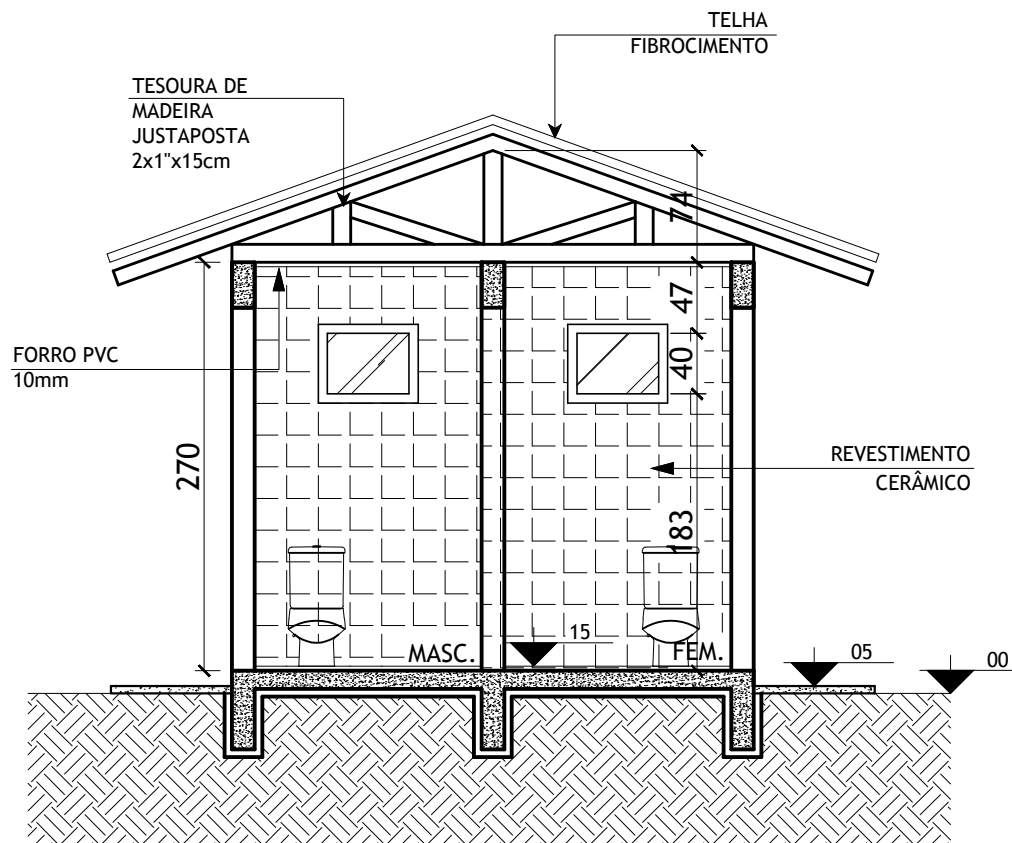 TELHA
FIBROCIMENTO
TESOURA DE
MADEIRA
JUSTAPOSTA
2x1"x15cm
74
47
FORRO PVC
10mm
40
270
REVESTIMENTO
CERÂMICO
183
MASC.
15
FEM.
05
00